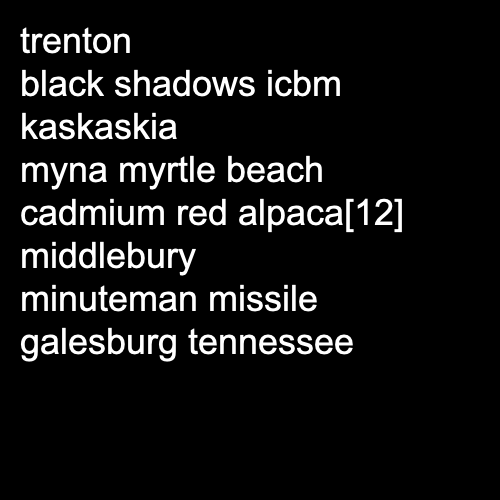 trenton
black shadows icbm
kaskaskia
myna myrtle beach
cadmium red alpaca[12]
middlebury
minuteman missile
galesburg tennessee